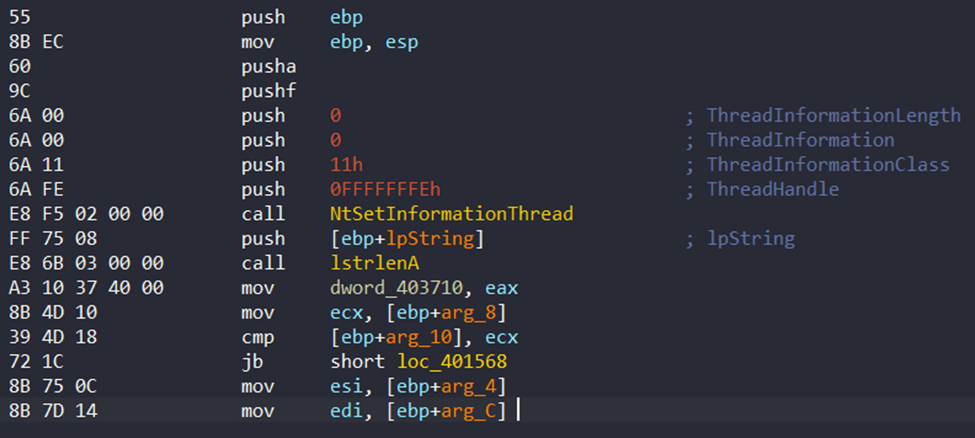 55 push ebp
8B EC mov ebp, esp
60 pusha
9C pushf
6A 00 push 0 ; ThreadInformationLength
6A 00 push 0 ; ThreadInformation
6A 11 push 11h ; ThreadInformationClass
6A FE push 0FFFFFFFEh ; ThreadHandle
E8 F5 02 00 00 call NtSetInformationThread
FF 75 08 push [ebp+lpString] ; lpString
E8 6B 03 00 00 call lstrlenA
A3 10 37 40 00 mov dword_403710, eax
8B 4D 10 mov ecx, [ebp+arg_8]
39 4D 18 cmp [ebp+arg_10], ecx
72 1C jb short loc_401568
8B 75 0C mov esi, [ebp+arg_4]
8B 7D 14 mov edi, [ebp+arg_C]